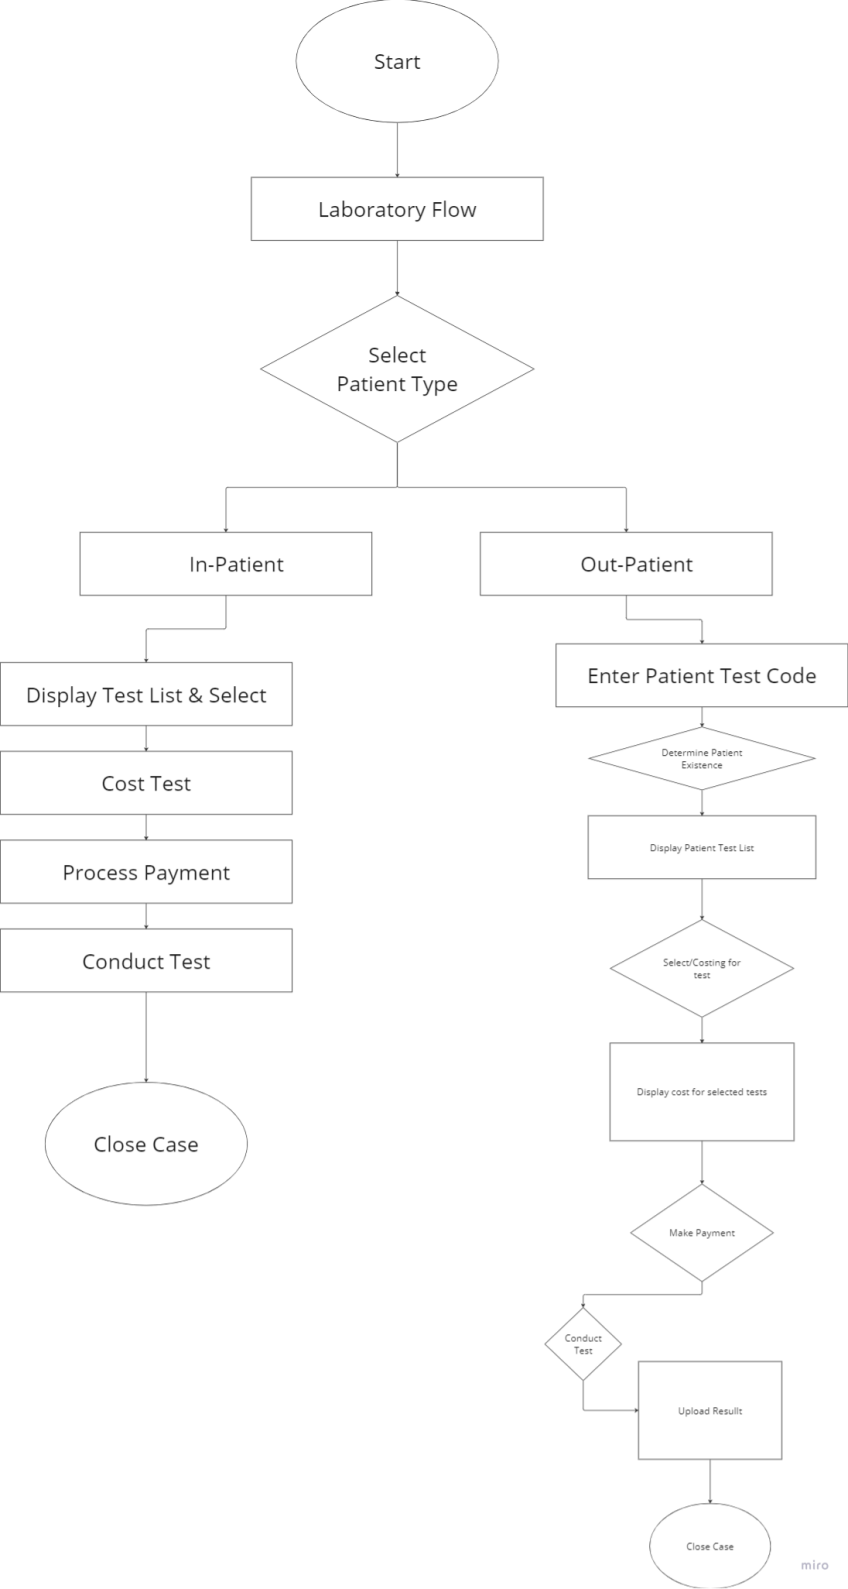 Start
Laboratory Flow
Select
Patient Type
In-Patient
Out-Patient
Display Test List & Select
Cost Test
Process Payment
Conduct Test
Close Case
Enter Patient Test Code
Determine Patient
Existence
Display Patient Test List
Select/Costing for
test
Display cost for selected tests
Make Payment
Conduct
Test
Upload Resullt
Close Case
miro